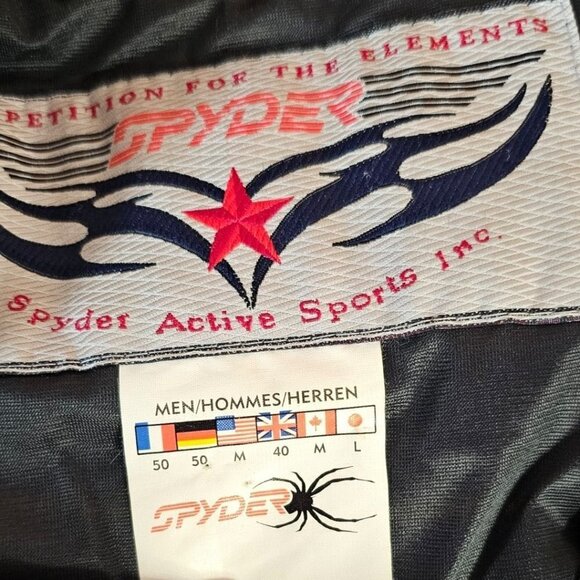 PETITION FOR THE ELEMENTS
SPYDER
Spyder Active Sports Inc.
MEN/HOMMES/HERREN
50 50 M 40 M L
SPYDER